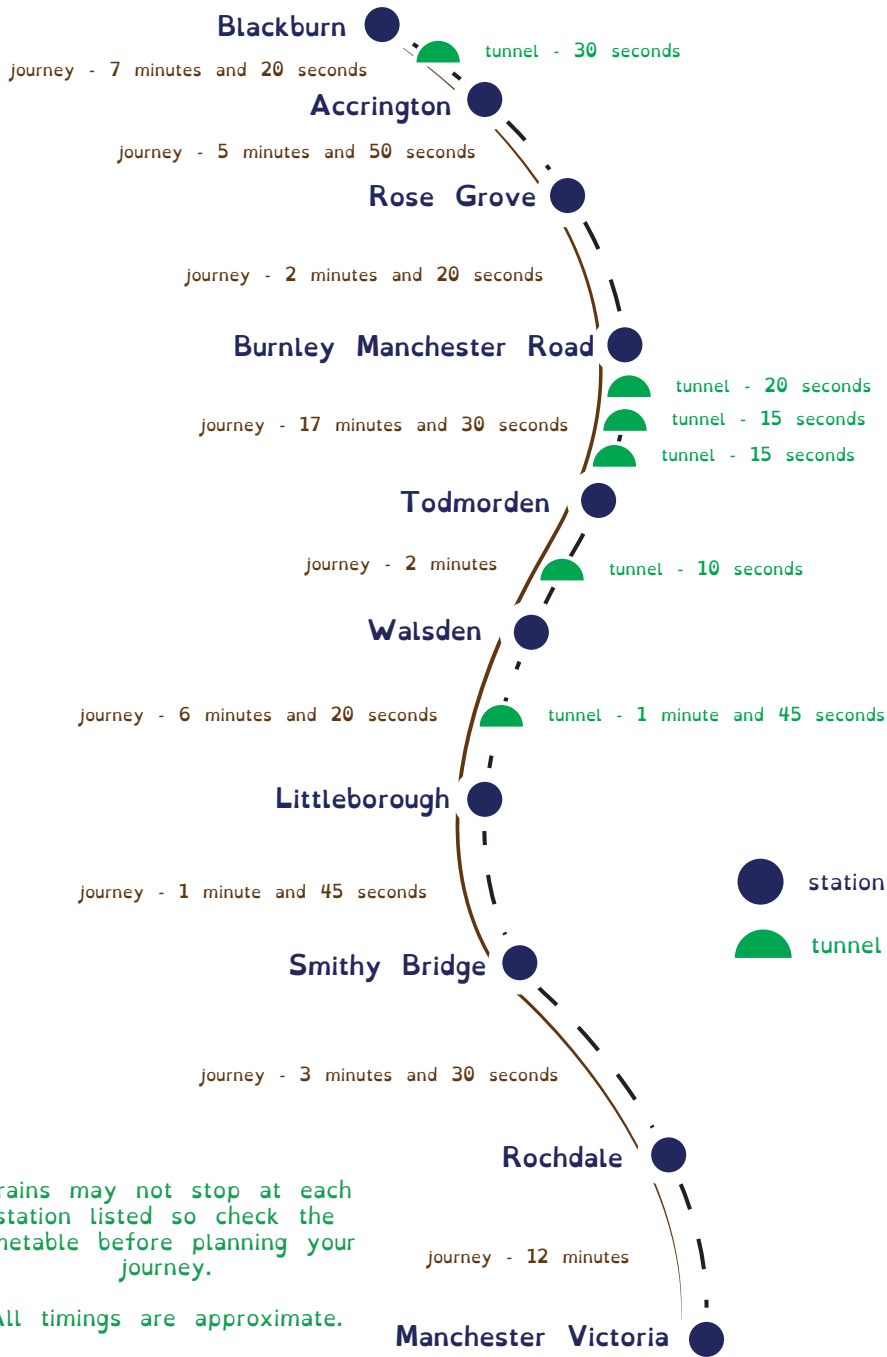 Blackburn
tunnel - 30 seconds
journey - 7 minutes and 20 seconds
Accrington
journey - 5 minutes and 50 seconds
Rose Grove
journey - 2 minutes and 20 seconds
Burnley Manchester Road
tunnel - 20 seconds
tunnel - 15 seconds
journey - 17 minutes and 30 seconds
tunnel - 15 seconds
Todmorden
journey - 2 minutes
tunnel - 10 seconds
Walsden
journey - 6 minutes and 20 seconds
tunnel - 1 minute and 45 seconds
Littleborough
station
journey - 1 minute and 45 seconds
tunnel
Smithy Bridge
journey - 3 minutes and 30 seconds
Rochdale
rains may not stop at each
station listed so check the
metable before planning your
journey.
journey - 12 minutes
All timings are approximate.
Manchester Victoria